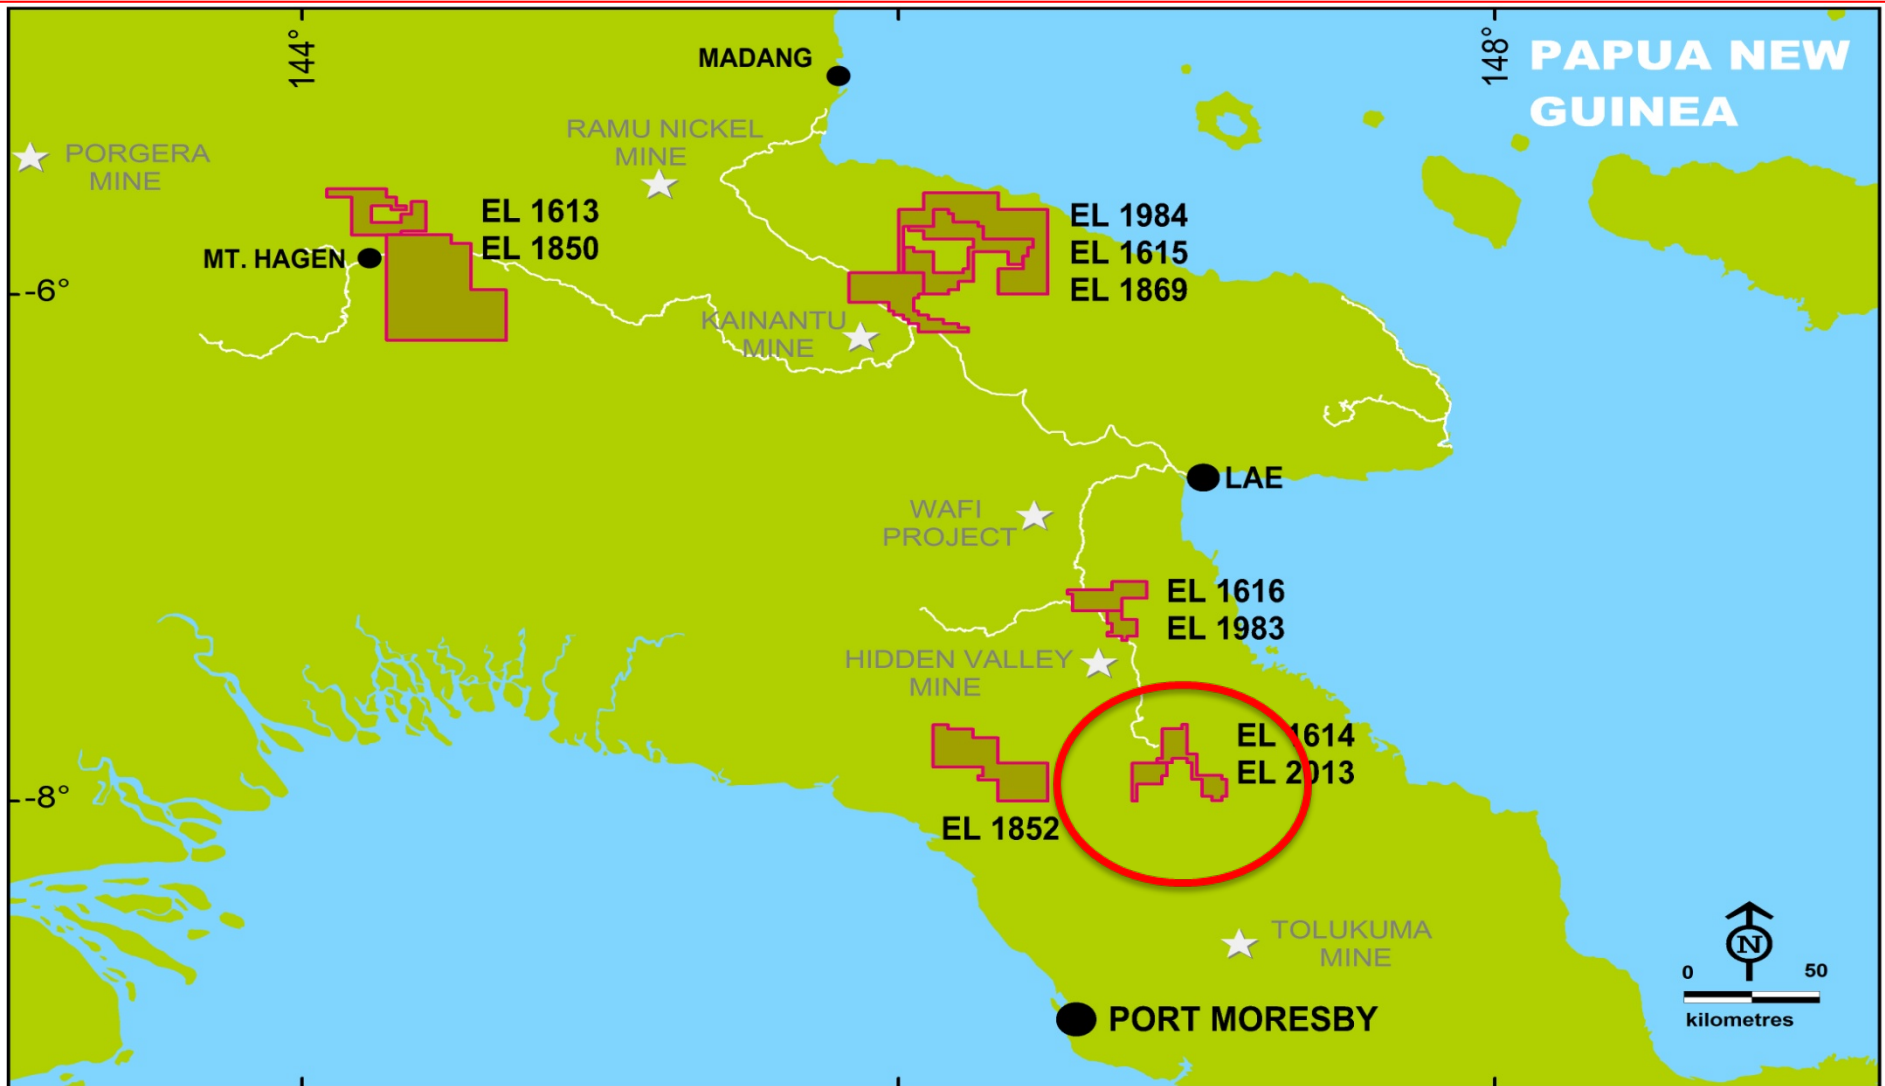 144°
148°
PAPUA NEW
GUINEA
MADANG
RAMU NICKEL
MINE
PORGERA
MINE
EL 1613
EL 1850
EL 1984
EL 1615
EL 1869
MT. HAGEN
-6°
KAINANTU
MINE
LAE
WAFI
PROJECT
EL 1616
EL 1983
HIDDEN VALLEY
MINE
EL 1614
EL 2013
-8°
EL 1852
TOLUKUMA
MINE
N
0 50
kilometres
PORT MORESBY